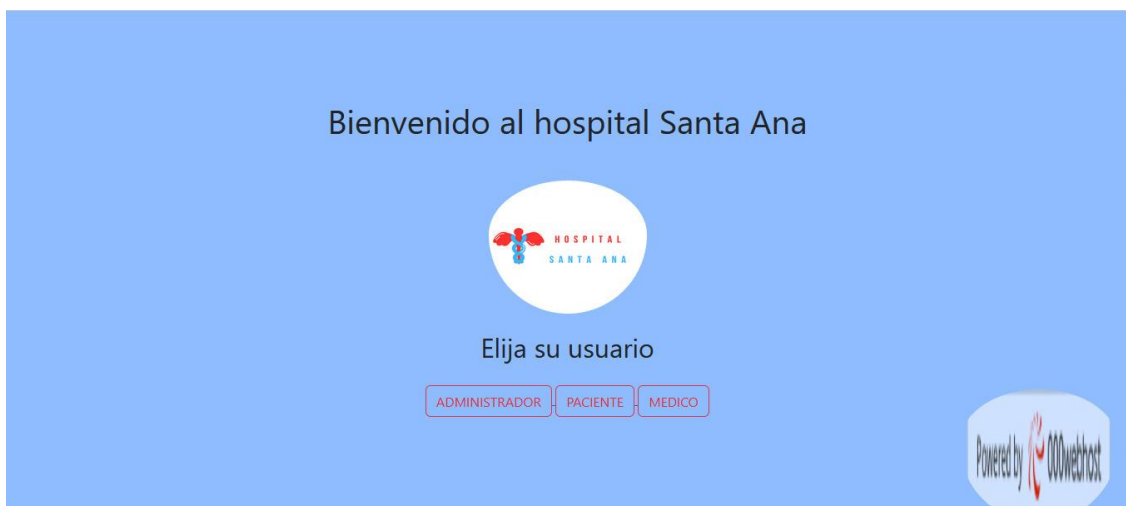 Bienvenido al hospital Santa Ana
HOSPITAL
SANTA ANA
Elija su usuario
ADMINISTRADOR PACIENTE MEDICO
Powered by 000webhost